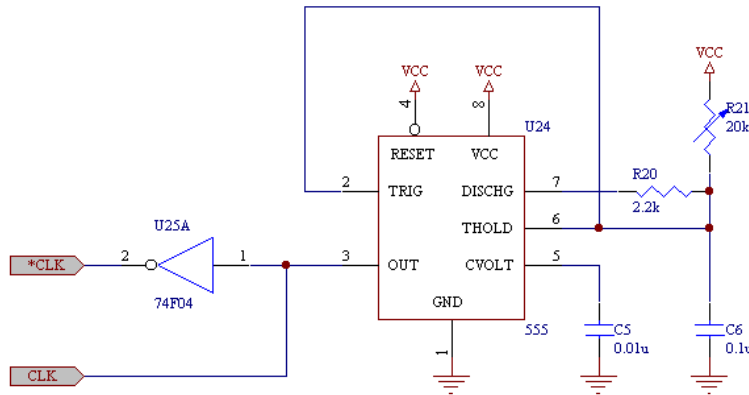 VCC
VCC
VCC
4
8
R21
20k
U24
RESET
VCC
R20
2
TRIG
DISCHG
7
2.2k
U25A
THOLD
6
*CLK
2
1
3
OUT
CVOLT
5
74F04
GND
555
C5
0.01u
C6
0.1u
1
CLK